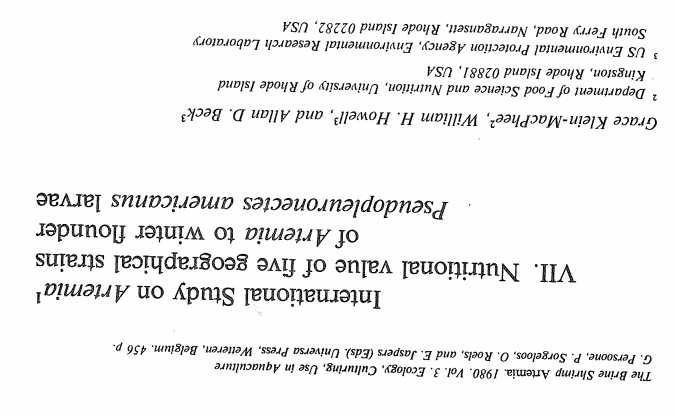 The Brine Shrimp Artemia. 1980. Vol. 3. Ecology, Culturing, Use in Aquaculture
G. Persoone, P. Sorgeloos, O. Roels, and E. Jaspers (Eds). Universa Press, Wetteren, Belgium. 456 p.
International Study on Artemia¹
VII. Nutritional value of five geographical strains
of Artemia to winter flounder
Pseudopleuronectes americanus larvae
Grace Klein-MacPhee², William H. Howell³, and Allan D. Beck³
² Department of Food Science and Nutrition, University of Rhode Island
Kingston, Rhode Island 02881, USA
³ US Environmental Protection Agency, Environmental Research Laboratory
South Ferry Road, Narragansett, Rhode Island 02282, USA